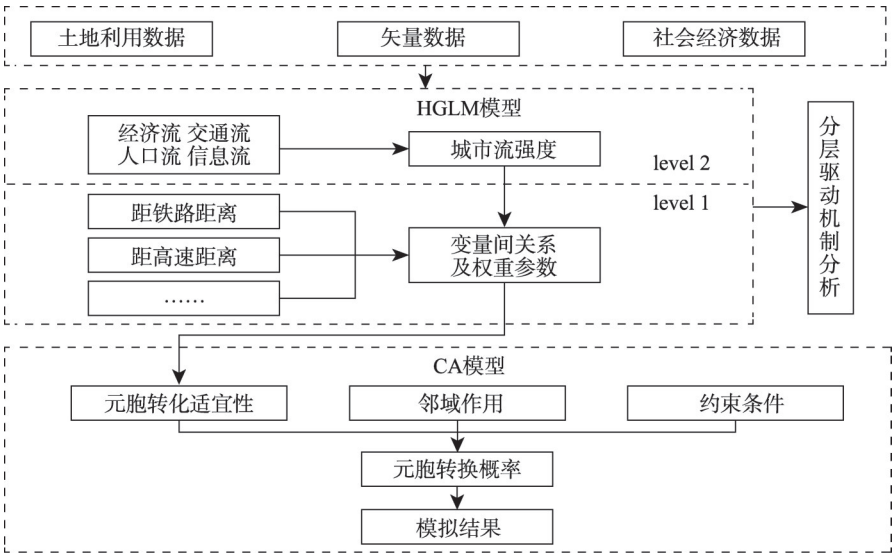 土地利用数据
矢量数据
社会经济数据
HGLM模型
经济流 交通流
人口流 信息流
城市流强度
level 2
level 1
距铁路距离
距高速距离
……
变量间关系
及权重参数
分层驱动机制分析
CA模型
元胞转化适宜性
邻域作用
约束条件
元胞转换概率
模拟结果